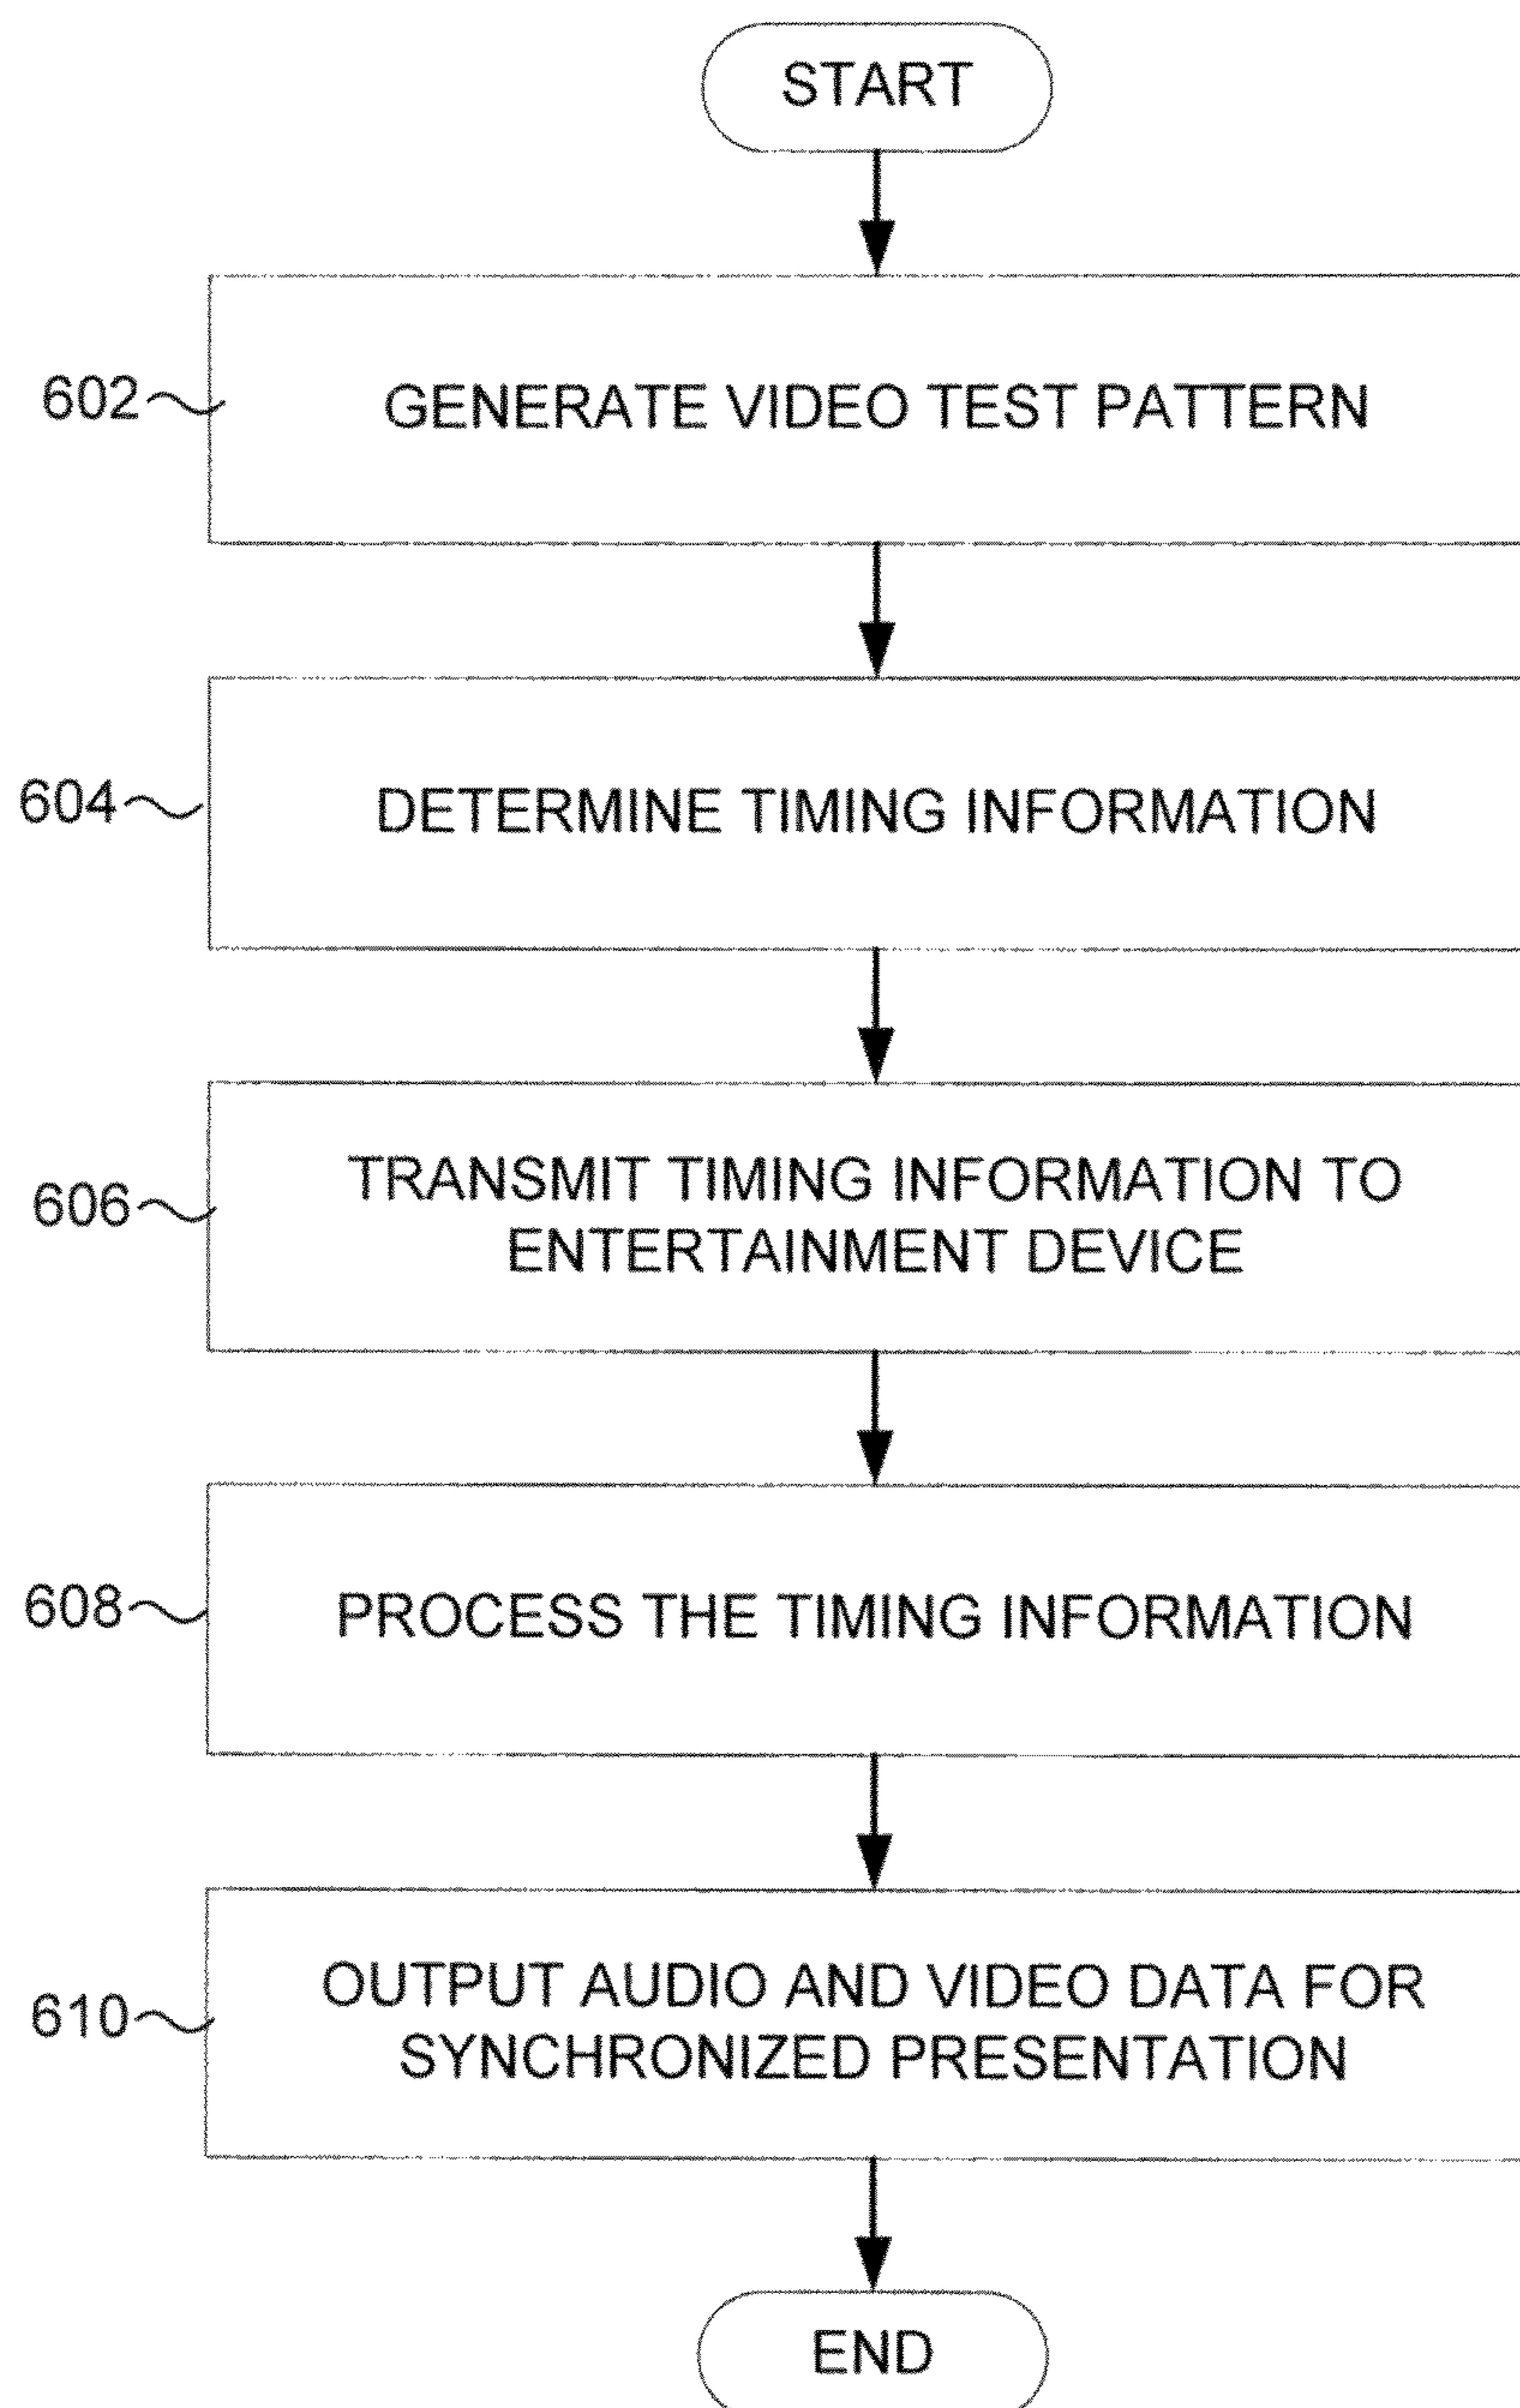 START
602
GENERATE VIDEO TEST PATTERN
604
DETERMINE TIMING INFORMATION
606
TRANSMIT TIMING INFORMATION TO
ENTERTAINMENT DEVICE
608
PROCESS THE TIMING INFORMATION
610
OUTPUT AUDIO AND VIDEO DATA FOR
SYNCHRONIZED PRESENTATION
END